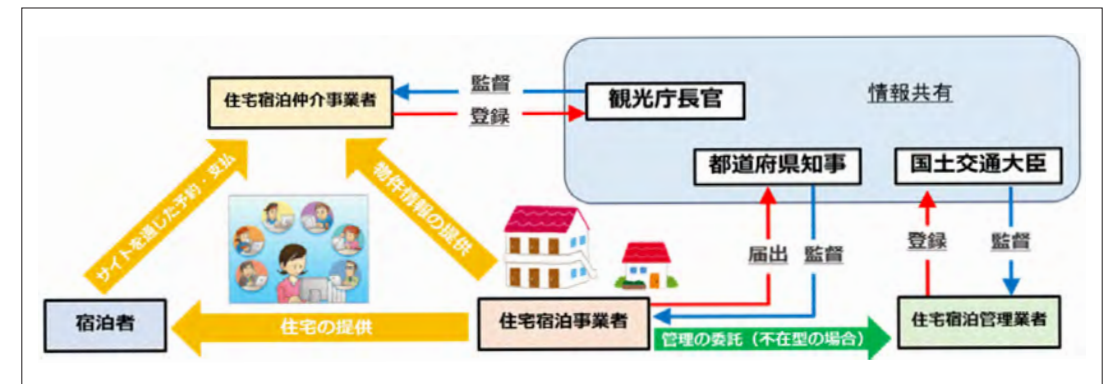 監督
住宅宿泊仲介事業者
観光庁長官
情報共有
登録
都道府県知事
国土交通大臣
サイトを通じた予約・支払
物件情報の提供
届出
監督
登録
監督
宿泊者
住宅の提供
住宅宿泊事業者
管理の委託（不在型の場合）
住宅宿泊管理業者